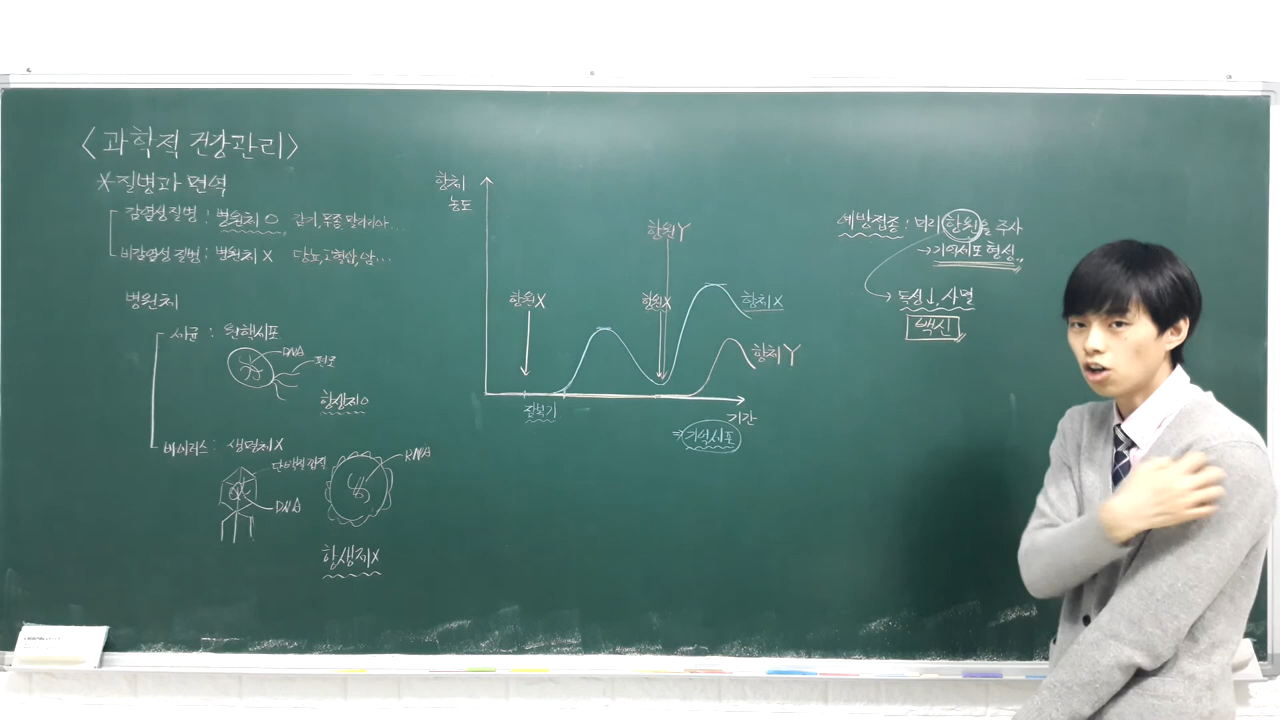 <과학적 건강관리>
*질병과 면역
감염성질병 : 병원체 O 감기, 무좀, 말라리아...
비감염성 질병 : 병원체 X 당뇨, 고혈압, 암...
병원체
세균 : 원핵세포
DNA
편모
항생제O
바이러스 : 생명체X
단백질 껍질
DNA
RNA
항생제X
항체
농도
항원X
항원Y
항원X
항체X
항체Y
잠복기
기간
⇒기억세포
예방접종 : 미리 항원을 주사
→기억세포 형성
독성↓, 사멸
백신